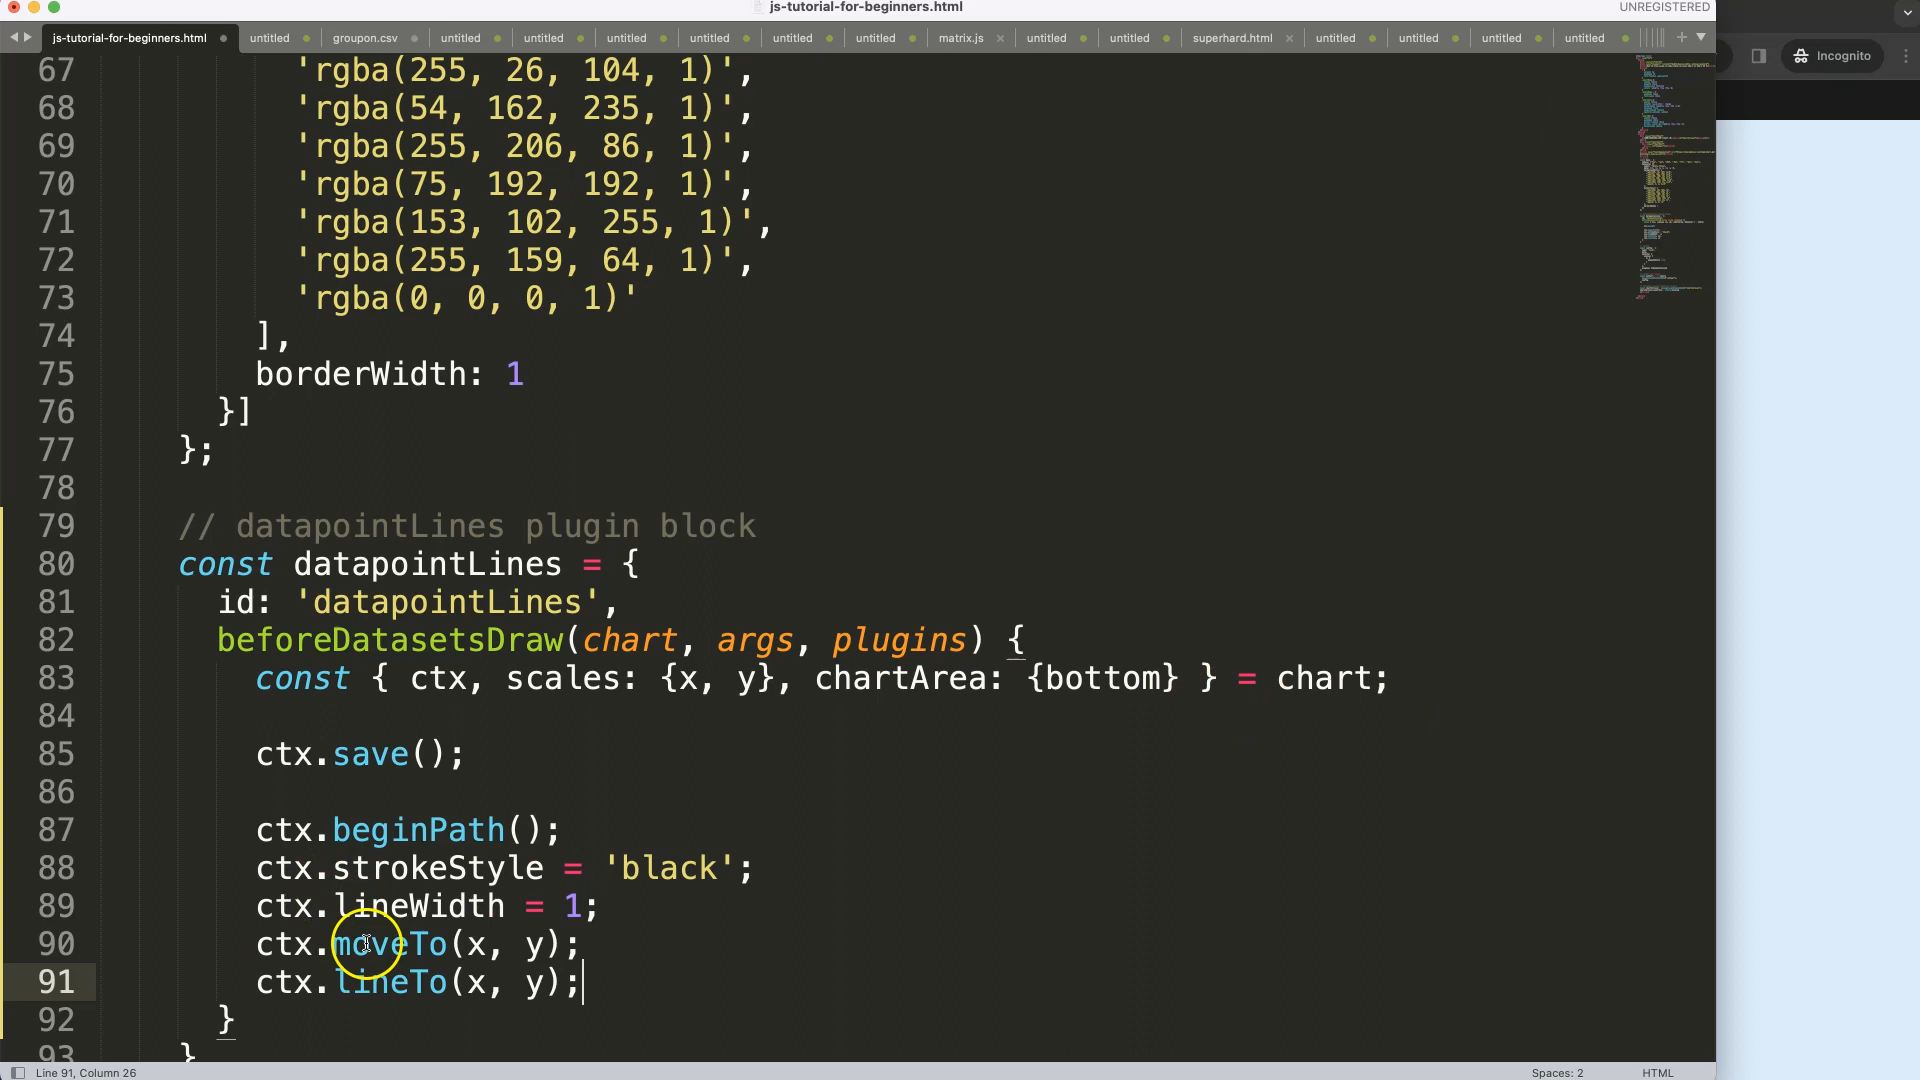 js-tutorial-for-beginners.html
UNREGISTERED
js-tutorial-for-beginners.html untitled groupon.csv untitled untitled untitled untitled untitled untitled matrix.js untitled untitled superhard.html untitled untitled untitled untitled
Incognito
67 'rgba(255, 26, 104, 1)',
68 'rgba(54, 162, 235, 1)',
69 'rgba(255, 206, 86, 1)',
70 'rgba(75, 192, 192, 1)',
71 'rgba(153, 102, 255, 1)',
72 'rgba(255, 159, 64, 1)',
73 'rgba(0, 0, 0, 1)'
74 ],
75 borderWidth: 1
76 }]
77 };
78
79 // datapointLines plugin block
80 const datapointLines = {
81 id: 'datapointLines',
82 beforeDatasetsDraw(chart, args, plugins) {
83 const { ctx, scales: {x, y}, chartArea: {bottom} } = chart;
84
85 ctx.save();
86
87 ctx.beginPath();
88 ctx.strokeStyle = 'black';
89 ctx.lineWidth = 1;
90 ctx.moveTo(x, y);
91 ctx.lineTo(x, y);
92 }
93 }
Line 91, Column 26
Spaces: 2
HTML